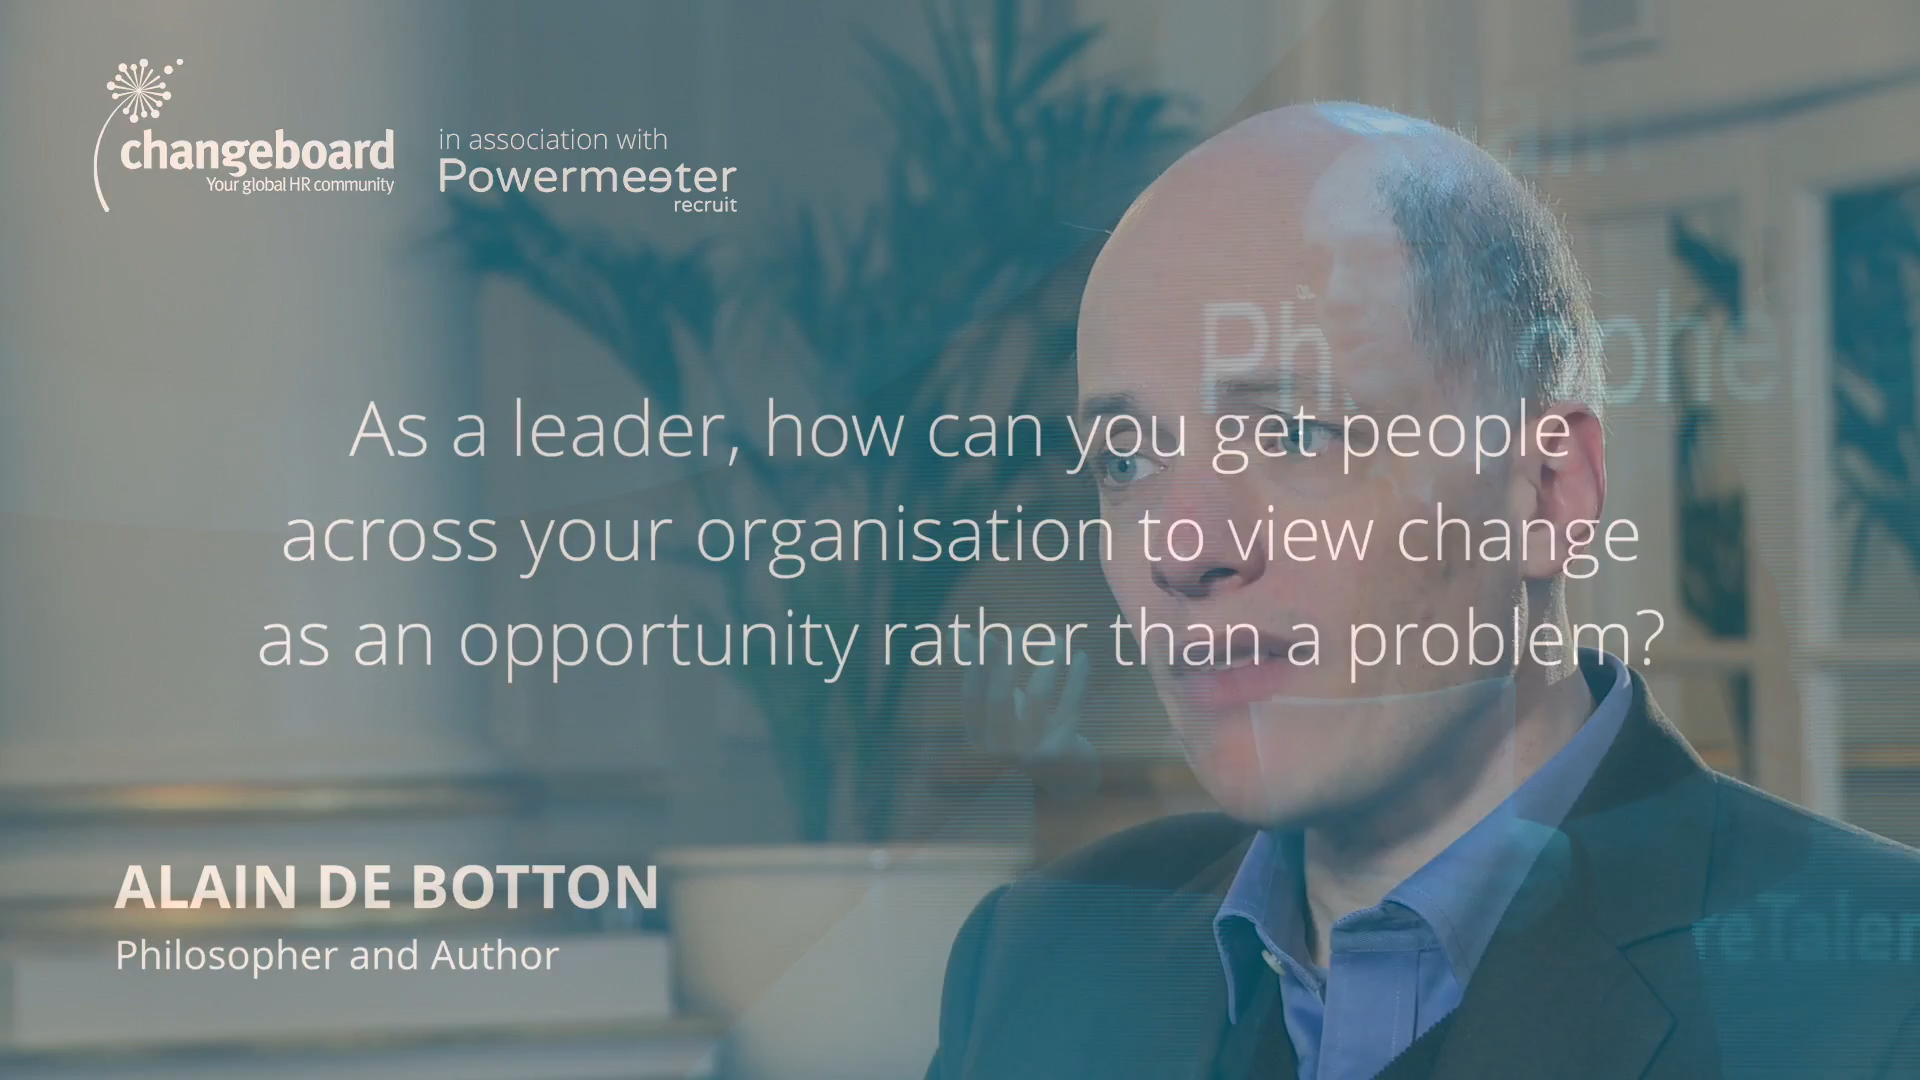 changeboard
Your global HR community
in association with
Powermeeter
recruit
As a leader, how can you get people
across your organisation to view change
as an opportunity rather than a problem?
ALAIN DE BOTTON
Philosopher and Author